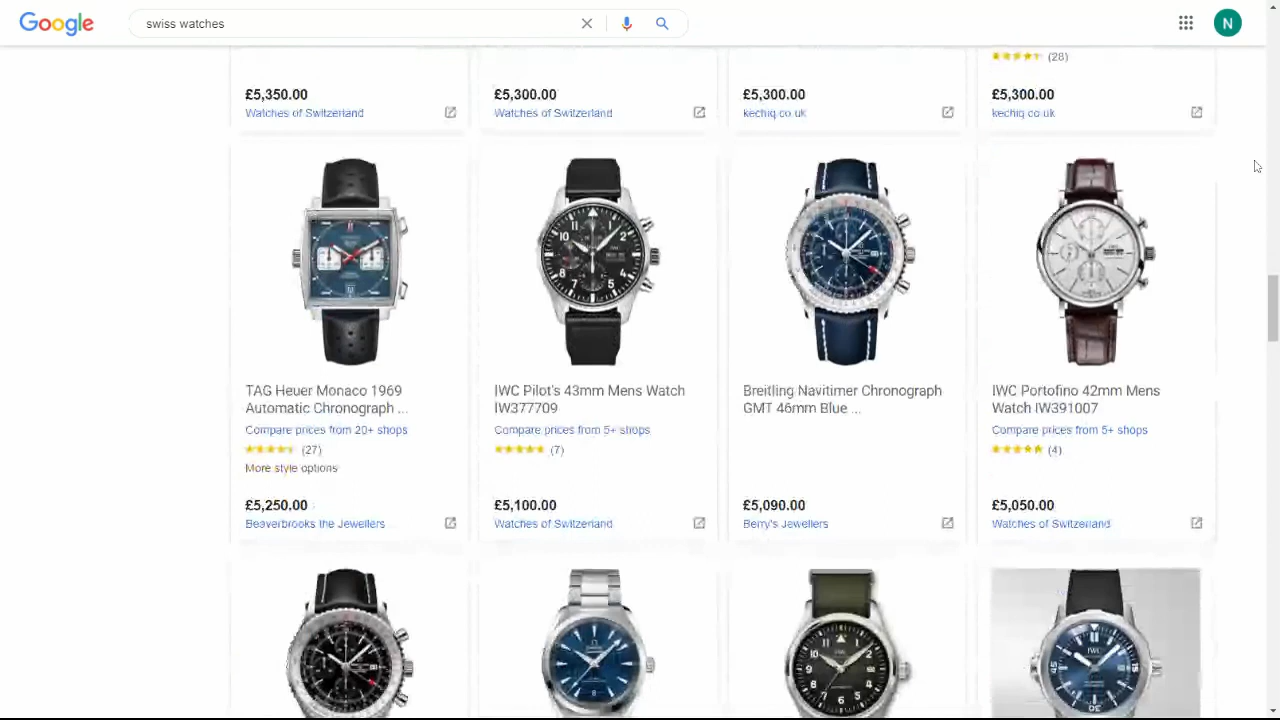 Google
swiss watches
N
(28)
£5,350.00
Watches of Switzerland
£5,300.00
Watches of Switzerland
£5,300.00
kechiq.co.uk
£5,300.00
kechiq.co.uk
TAG Heuer Monaco 1969
Automatic Chronograph ...
Compare prices from 20+ shops
(27)
More style options
£5,250.00
Beaverbrooks the Jewellers
IWC Pilot's 43mm Mens Watch
IW377709
Compare prices from 5+ shops
(7)
£5,100.00
Watches of Switzerland
Breitling Navitimer Chronograph
GMT 46mm Blue ...
£5,090.00
Berry's Jewellers
IWC Portofino 42mm Mens
Watch IW391007
Compare prices from 5+ shops
(4)
£5,050.00
Watches of Switzerland